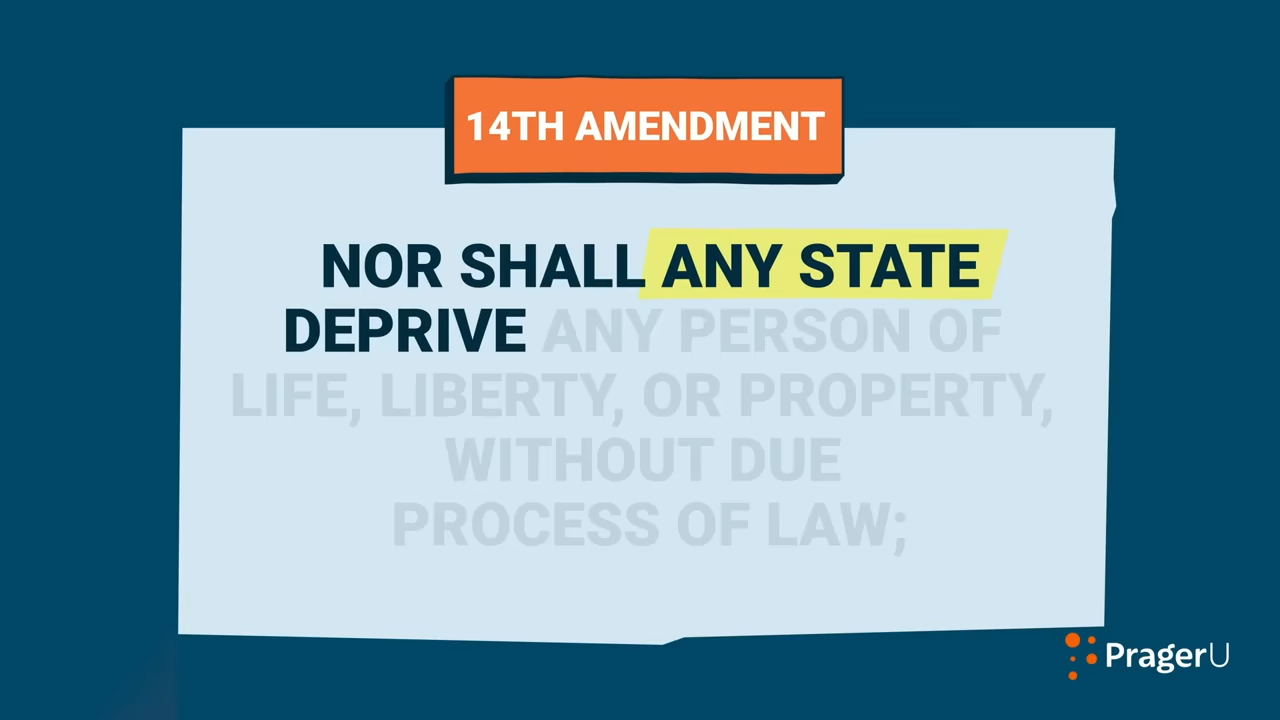 14TH AMENDMENT
NOR SHALL ANY STATE
DEPRIVE ANY PERSON OF
LIFE, LIBERTY, OR PROPERTY,
WITHOUT DUE
PROCESS OF LAW;
PragerU